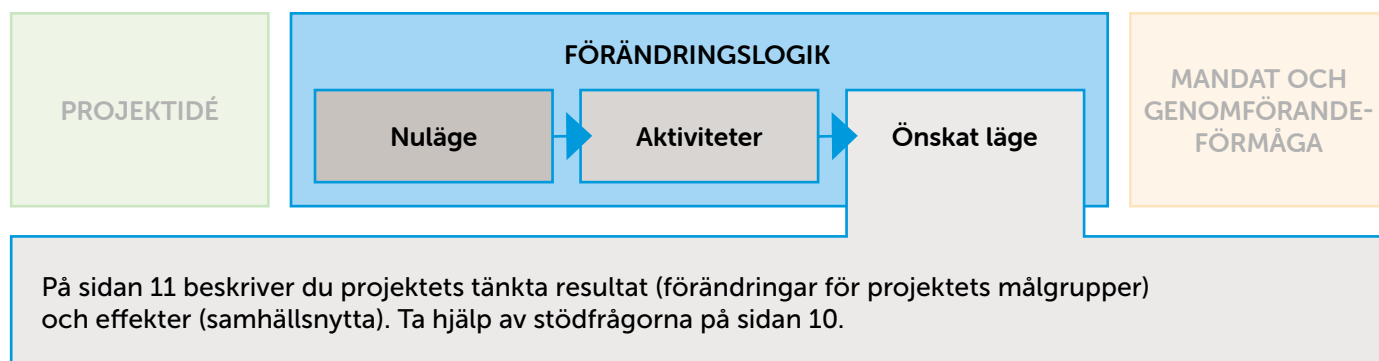 PROJEKTIDÉ
FÖRÄNDRINGSLOGIK
Nuläge
Aktiviteter
Önskat läge
MANDAT OCH
GENOMFÖRANDE-
FÖRMÅGA
På sidan 11 beskriver du projektets tänkta resultat (förändringar för projektets målgrupper)
och effekter (samhällsnytta). Ta hjälp av stödfrågorna på sidan 10.